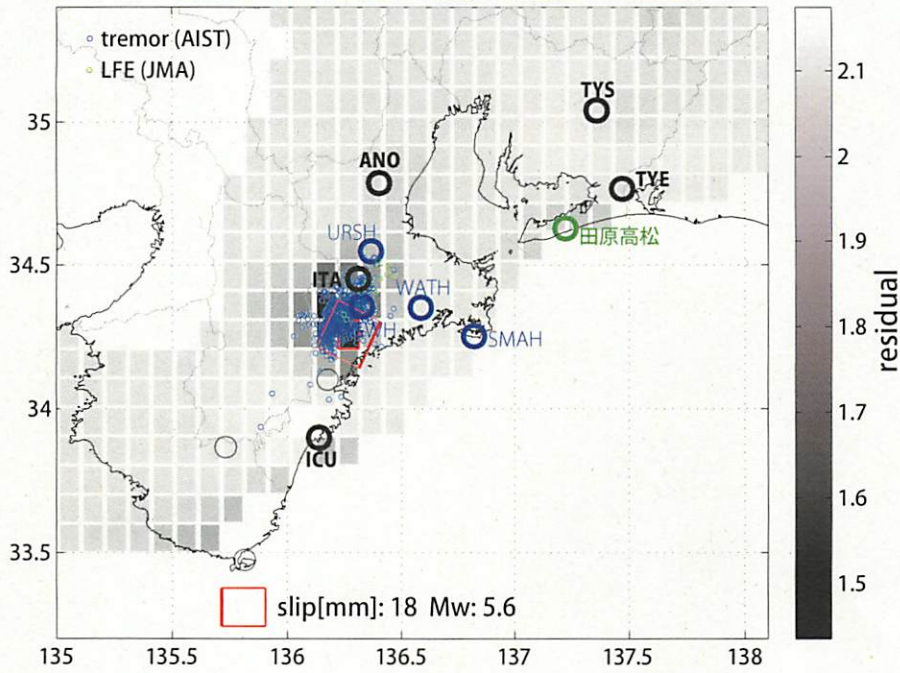 tremor (AIST)
LFE (JMA)
TYS
ANO
TYE
URSH
田原高松
ITA
WATH
SMAH
ICU
slip[mm]: 18 Mw: 5.6
35
34.5
34
33.5
135
135.5
136
136.5
137
137.5
138
2.1
2
1.9
1.8
1.7
1.6
1.5
residual